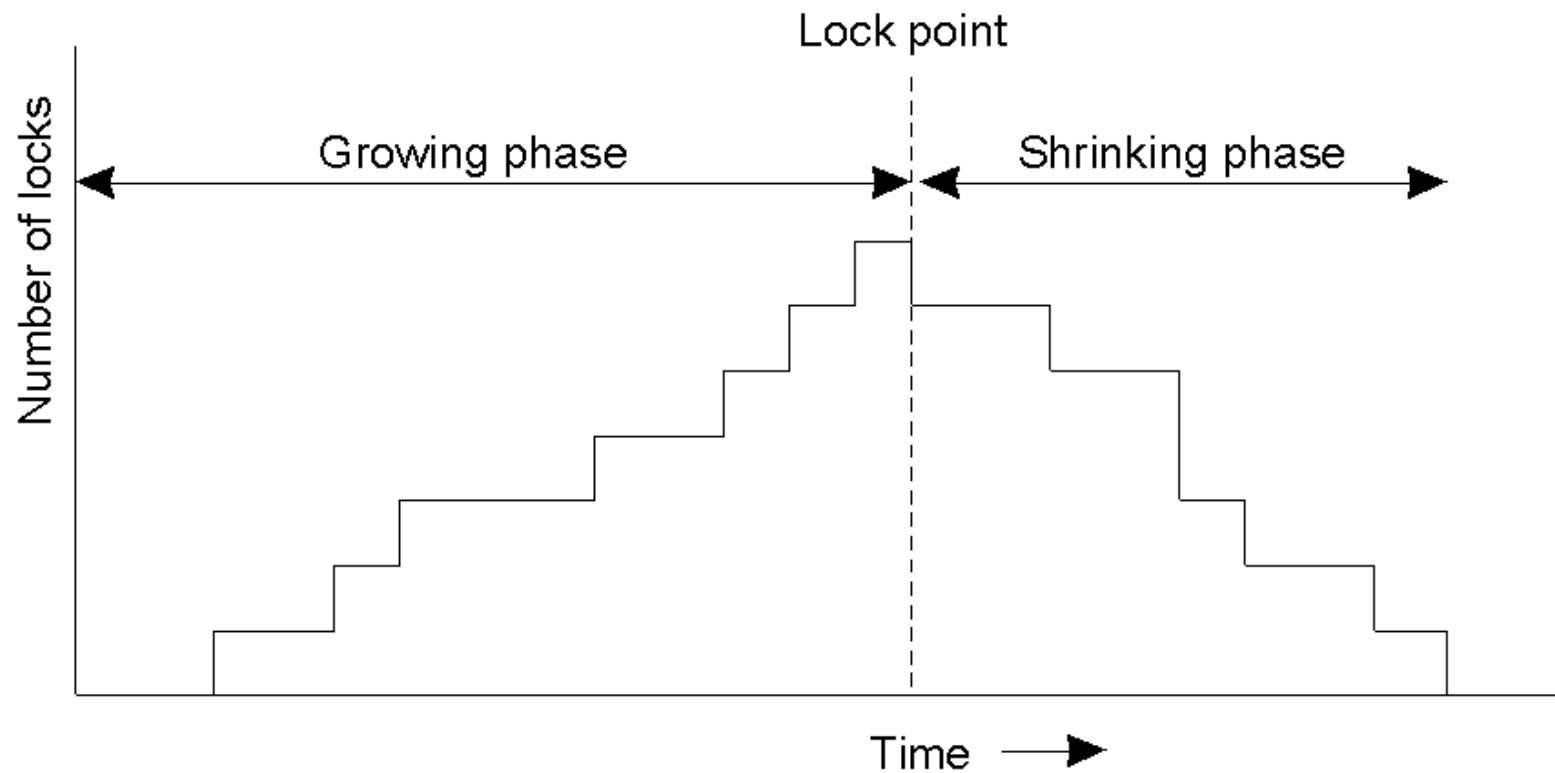 Lock point
Growing phase
Shrinking phase
Number of locks
Time